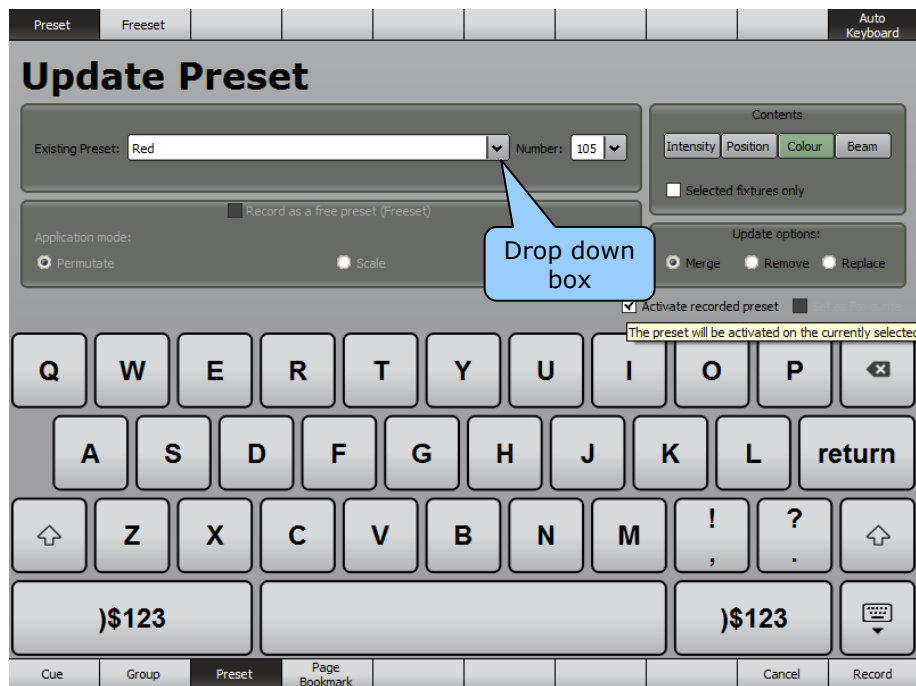 Preset Freeset Auto
Keyboard
Update Preset
Existing Preset: Red Number: 105
Contents
Intensity Position Colour Beam
Selected fixtures only
Record as a free preset (Freeset)
Application mode:
Permutate Scale
Update options:
Merge Remove Replace
Drop down
box
Activate recorded preset
The preset will be activated on the currently selected
Q W E R T Y U I O P
A S D F G H J K L return
Z X C V B N M ! ?
, .
)$123 )$123
Cue Group Preset Page
Bookmark Cancel Record